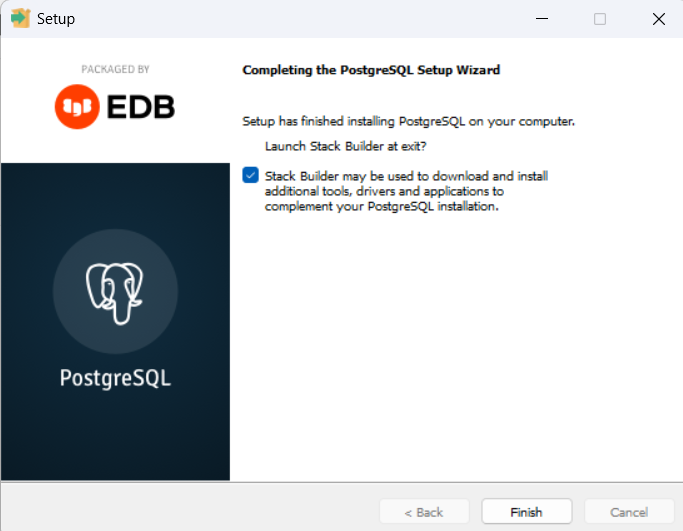 Setup
PACKAGED BY
EDB
Completing the PostgreSQL Setup Wizard
Setup has finished installing PostgreSQL on your computer.
Launch Stack Builder at exit?
Stack Builder may be used to download and install
additional tools, drivers and applications to
complement your PostgreSQL installation.
PostgreSQL
< Back
Finish
Cancel